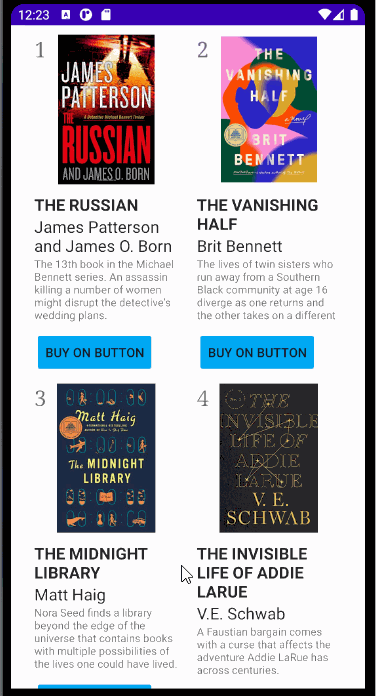 12:23
1
JAMES
PATTERSON
A Detective Michael Bennett Thriller
THE
RUSSIAN
AND JAMES O. BORN
THE RUSSIAN
James Patterson
and James O. Born
The 13th book in the Michael
Bennett series. An assassin
killing a number of women
might disrupt the detective's
wedding plans.
BUY ON BUTTON
2
THE
VANISHING
HALF
a novel
BRIT
BENNETT
THE VANISHING
HALF
Brit Bennett
The lives of twin sisters who
run away from a Southern
Black community at age 16
diverge as one returns and
the other takes on a different
BUY ON BUTTON
3
Matt Haig
The MIDNIGHT
LIBRARY
THE MIDNIGHT
LIBRARY
Matt Haig
Nora Seed finds a library
beyond the edge of the
universe that contains books
with multiple possibilities of
the lives one could have lived.
4
THE
INVISIBLE
LIFE OF
ADDIE
LARUE
V. E.
SCHWAB
THE INVISIBLE
LIFE OF ADDIE
LARUE
V.E. Schwab
A Faustian bargain comes
with a curse that affects the
adventure Addie LaRue has
across centuries.